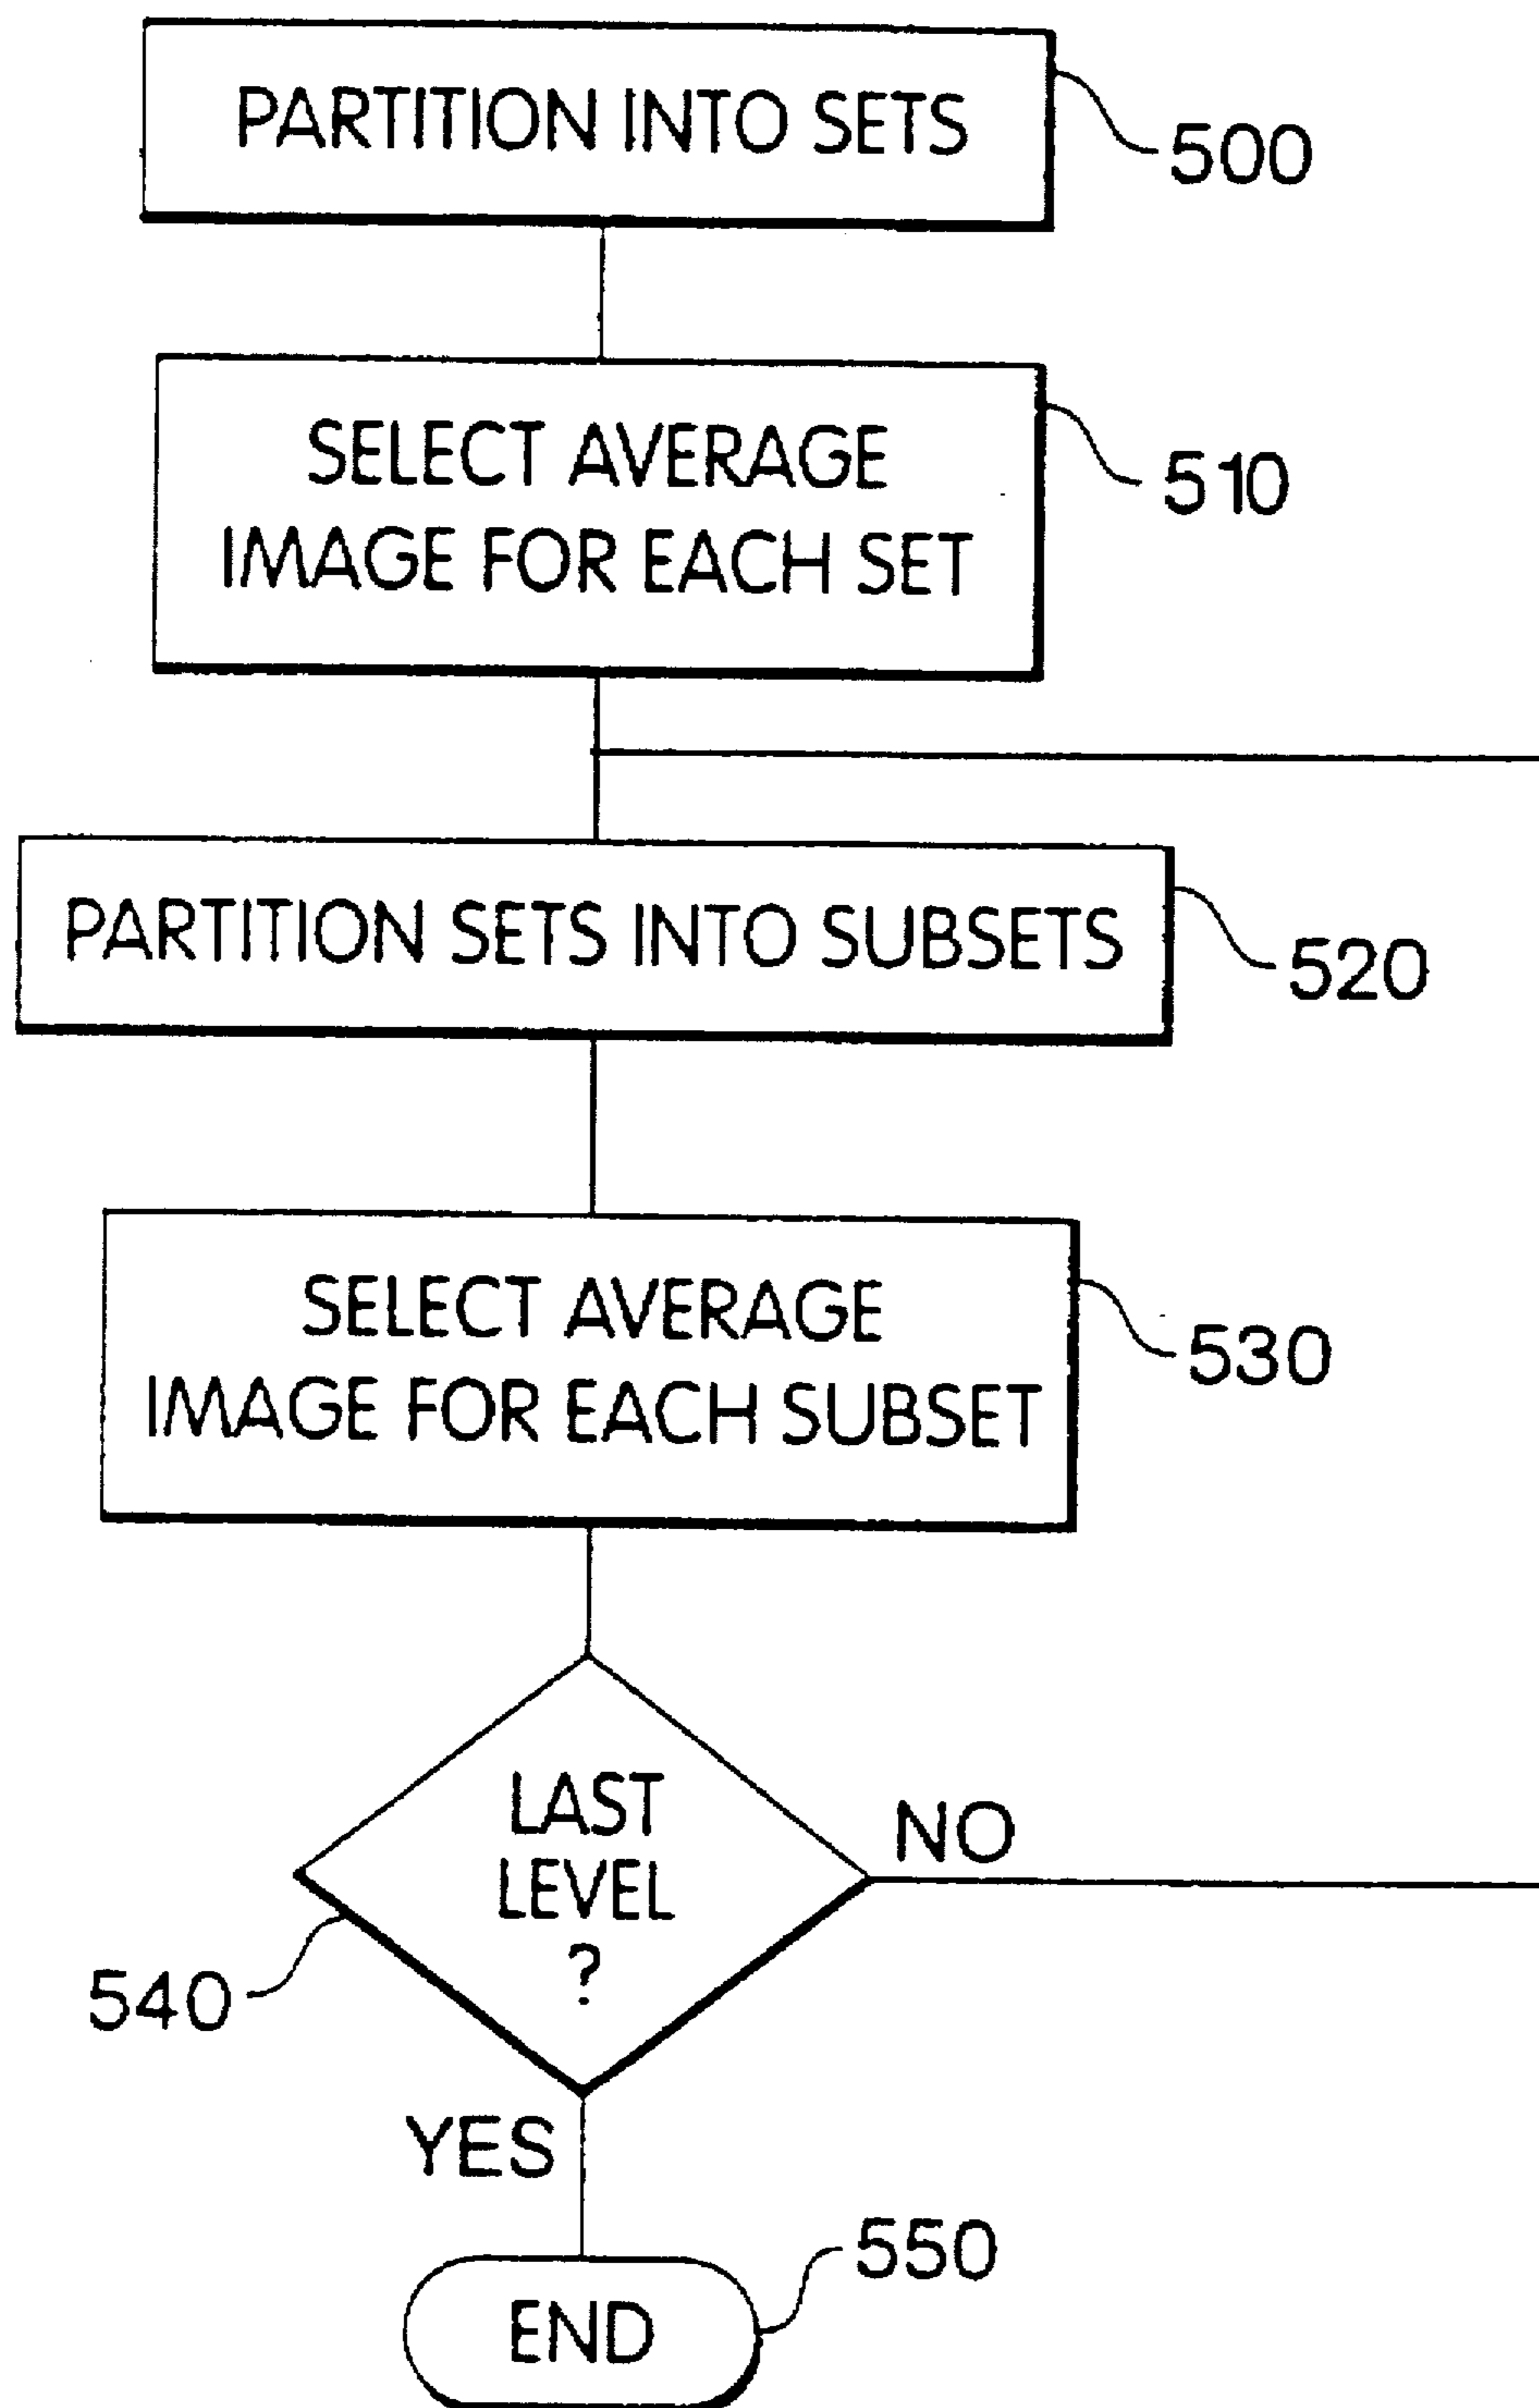 PARTITION INTO SETS
500
SELECT AVERAGE
IMAGE FOR EACH SET
510
PARTITION SETS INTO SUBSETS
520
SELECT AVERAGE
IMAGE FOR EACH SUBSET
530
LAST
LEVEL
?
NO
540
YES
550
END